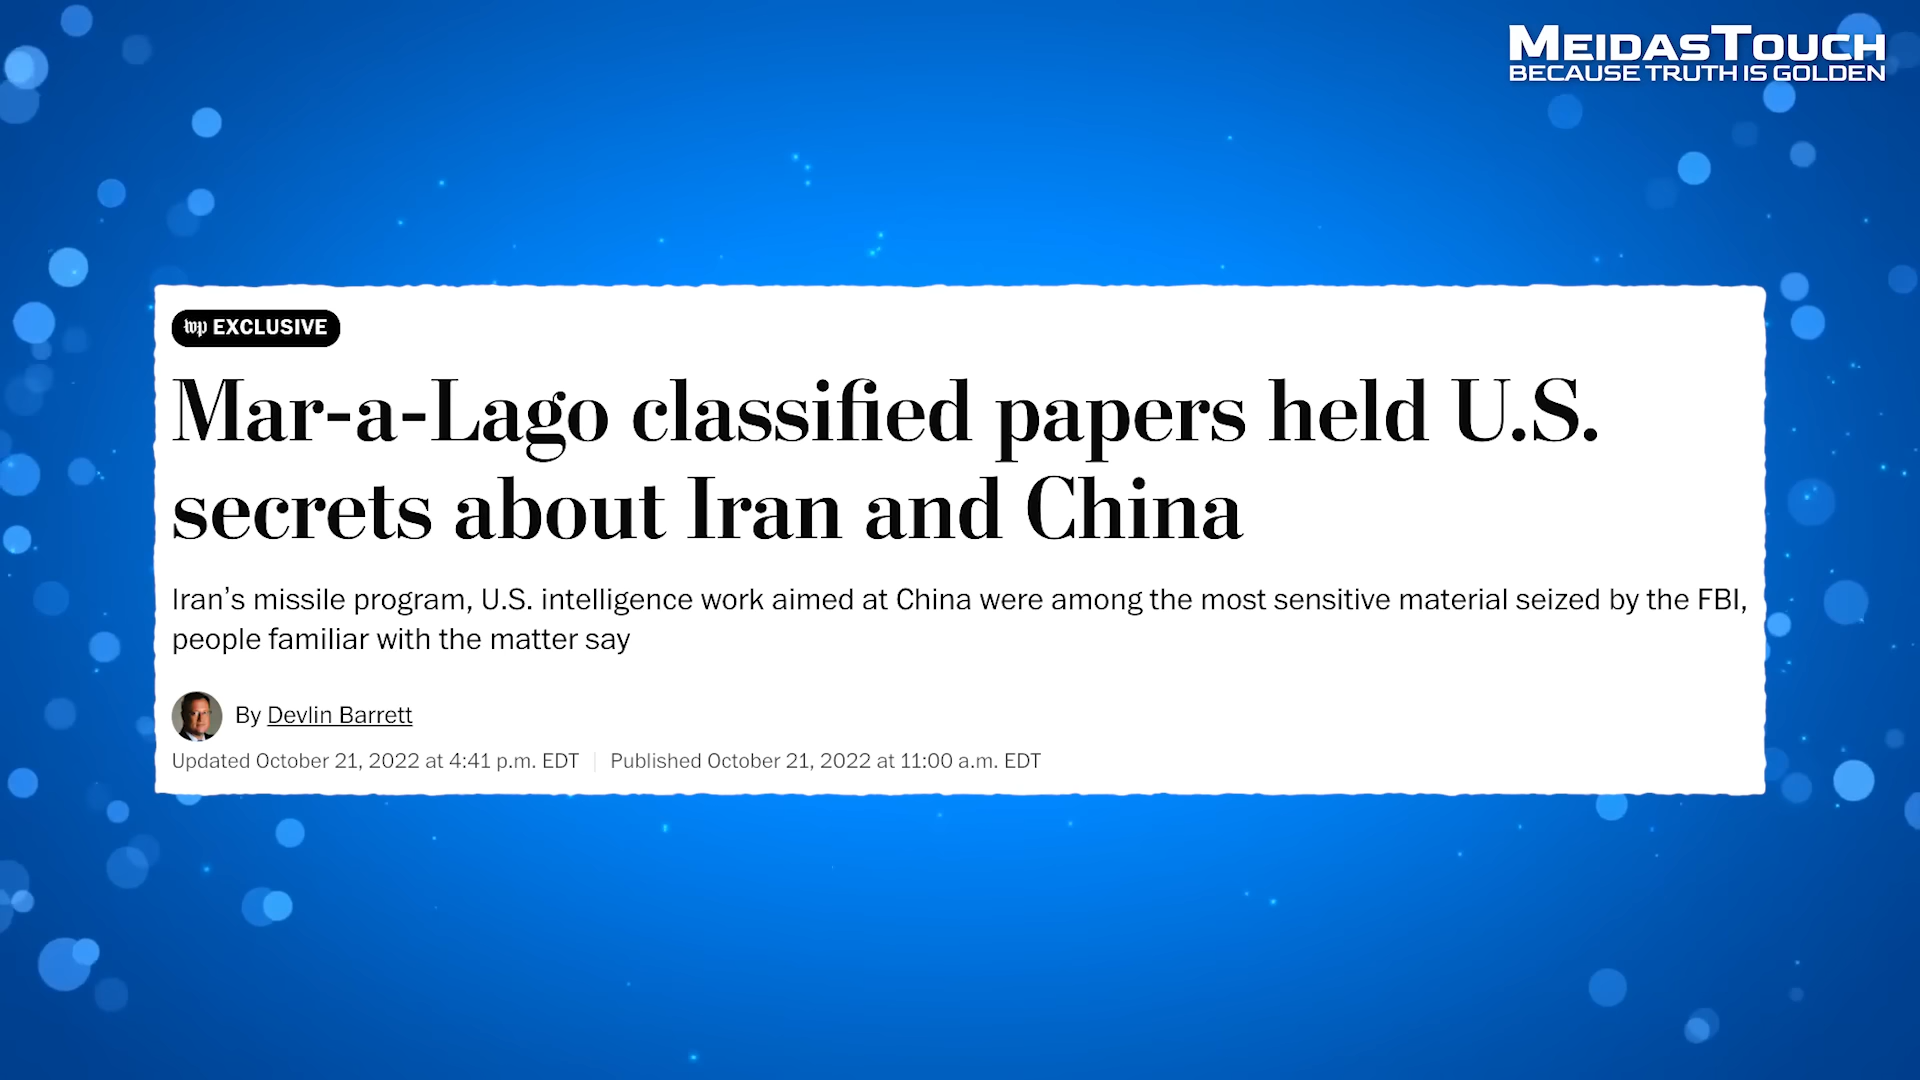 MEIDASTOUCH
BECAUSE TRUTH IS GOLDEN
wp EXCLUSIVE
Mar-a-Lago classified papers held U.S.
secrets about Iran and China
Iran’s missile program, U.S. intelligence work aimed at China were among the most sensitive material seized by the FBI,
people familiar with the matter say
By Devlin Barrett
Updated October 21, 2022 at 4:41 p.m. EDT | Published October 21, 2022 at 11:00 a.m. EDT